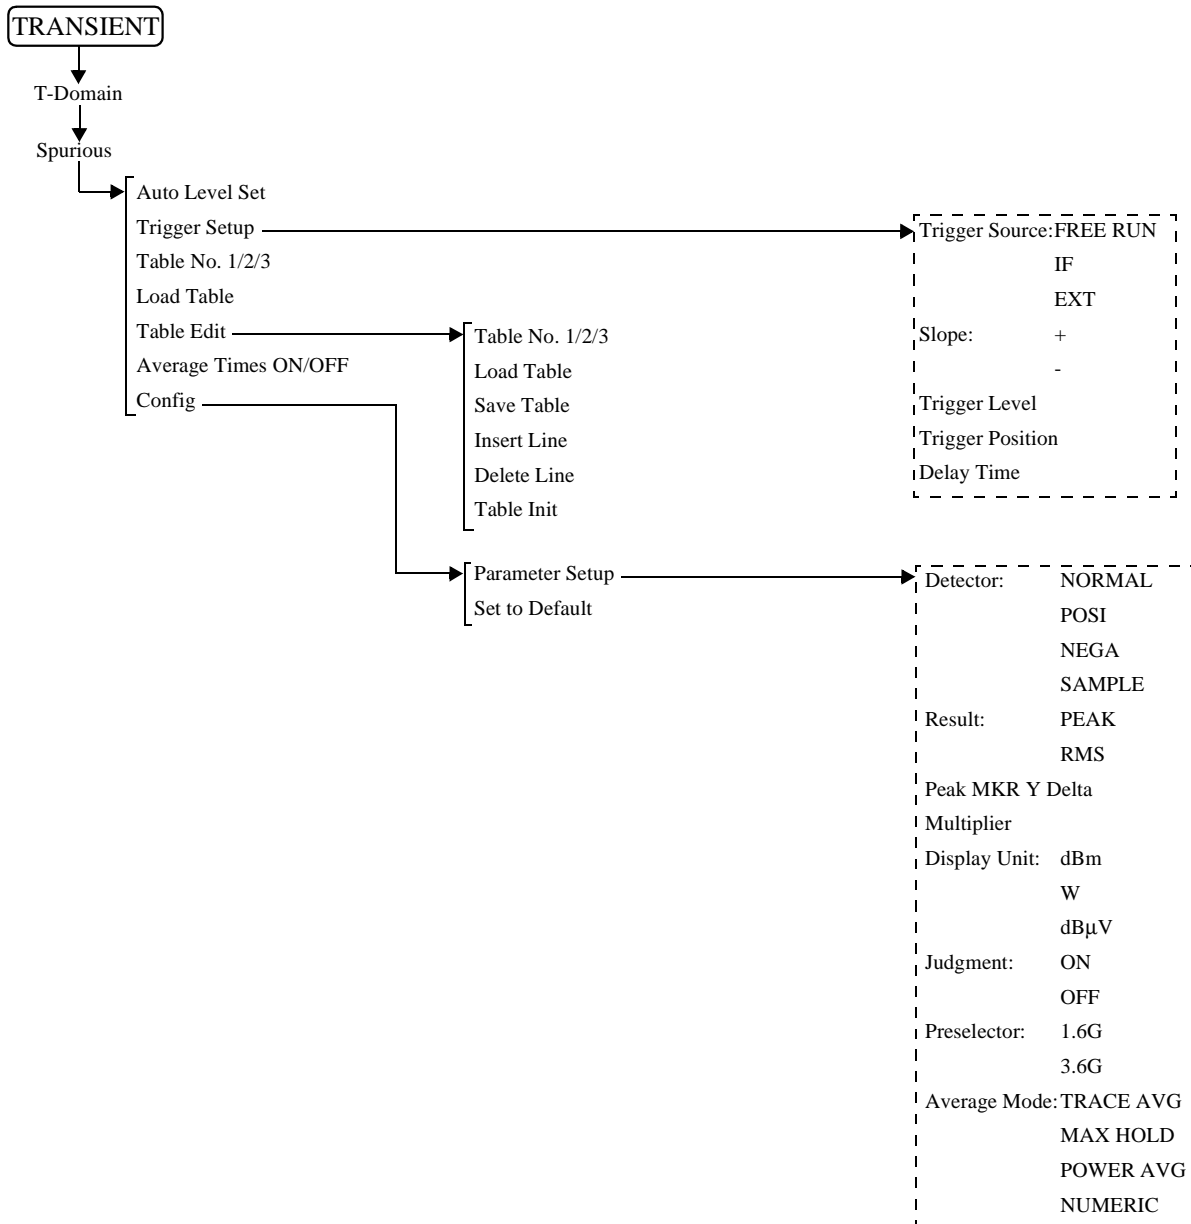 TRANSIENT
T-Domain
Spurious
Auto Level Set
Trigger Setup
Table No. 1/2/3
Load Table
Table Edit
Average Times ON/OFF
Config
Table No. 1/2/3
Load Table
Save Table
Insert Line
Delete Line
Table Init
Parameter Setup
Set to Default
Trigger Source: FREE RUN
IF
EXT
Slope: +
-
Trigger Level
Trigger Position
Delay Time
Detector: NORMAL
POSI
NEGA
SAMPLE
Result: PEAK
RMS
Peak MKR Y Delta
Multiplier
Display Unit: dBm
W
dBμV
Judgment: ON
OFF
Preselector: 1.6G
3.6G
Average Mode: TRACE AVG
MAX HOLD
POWER AVG
NUMERIC